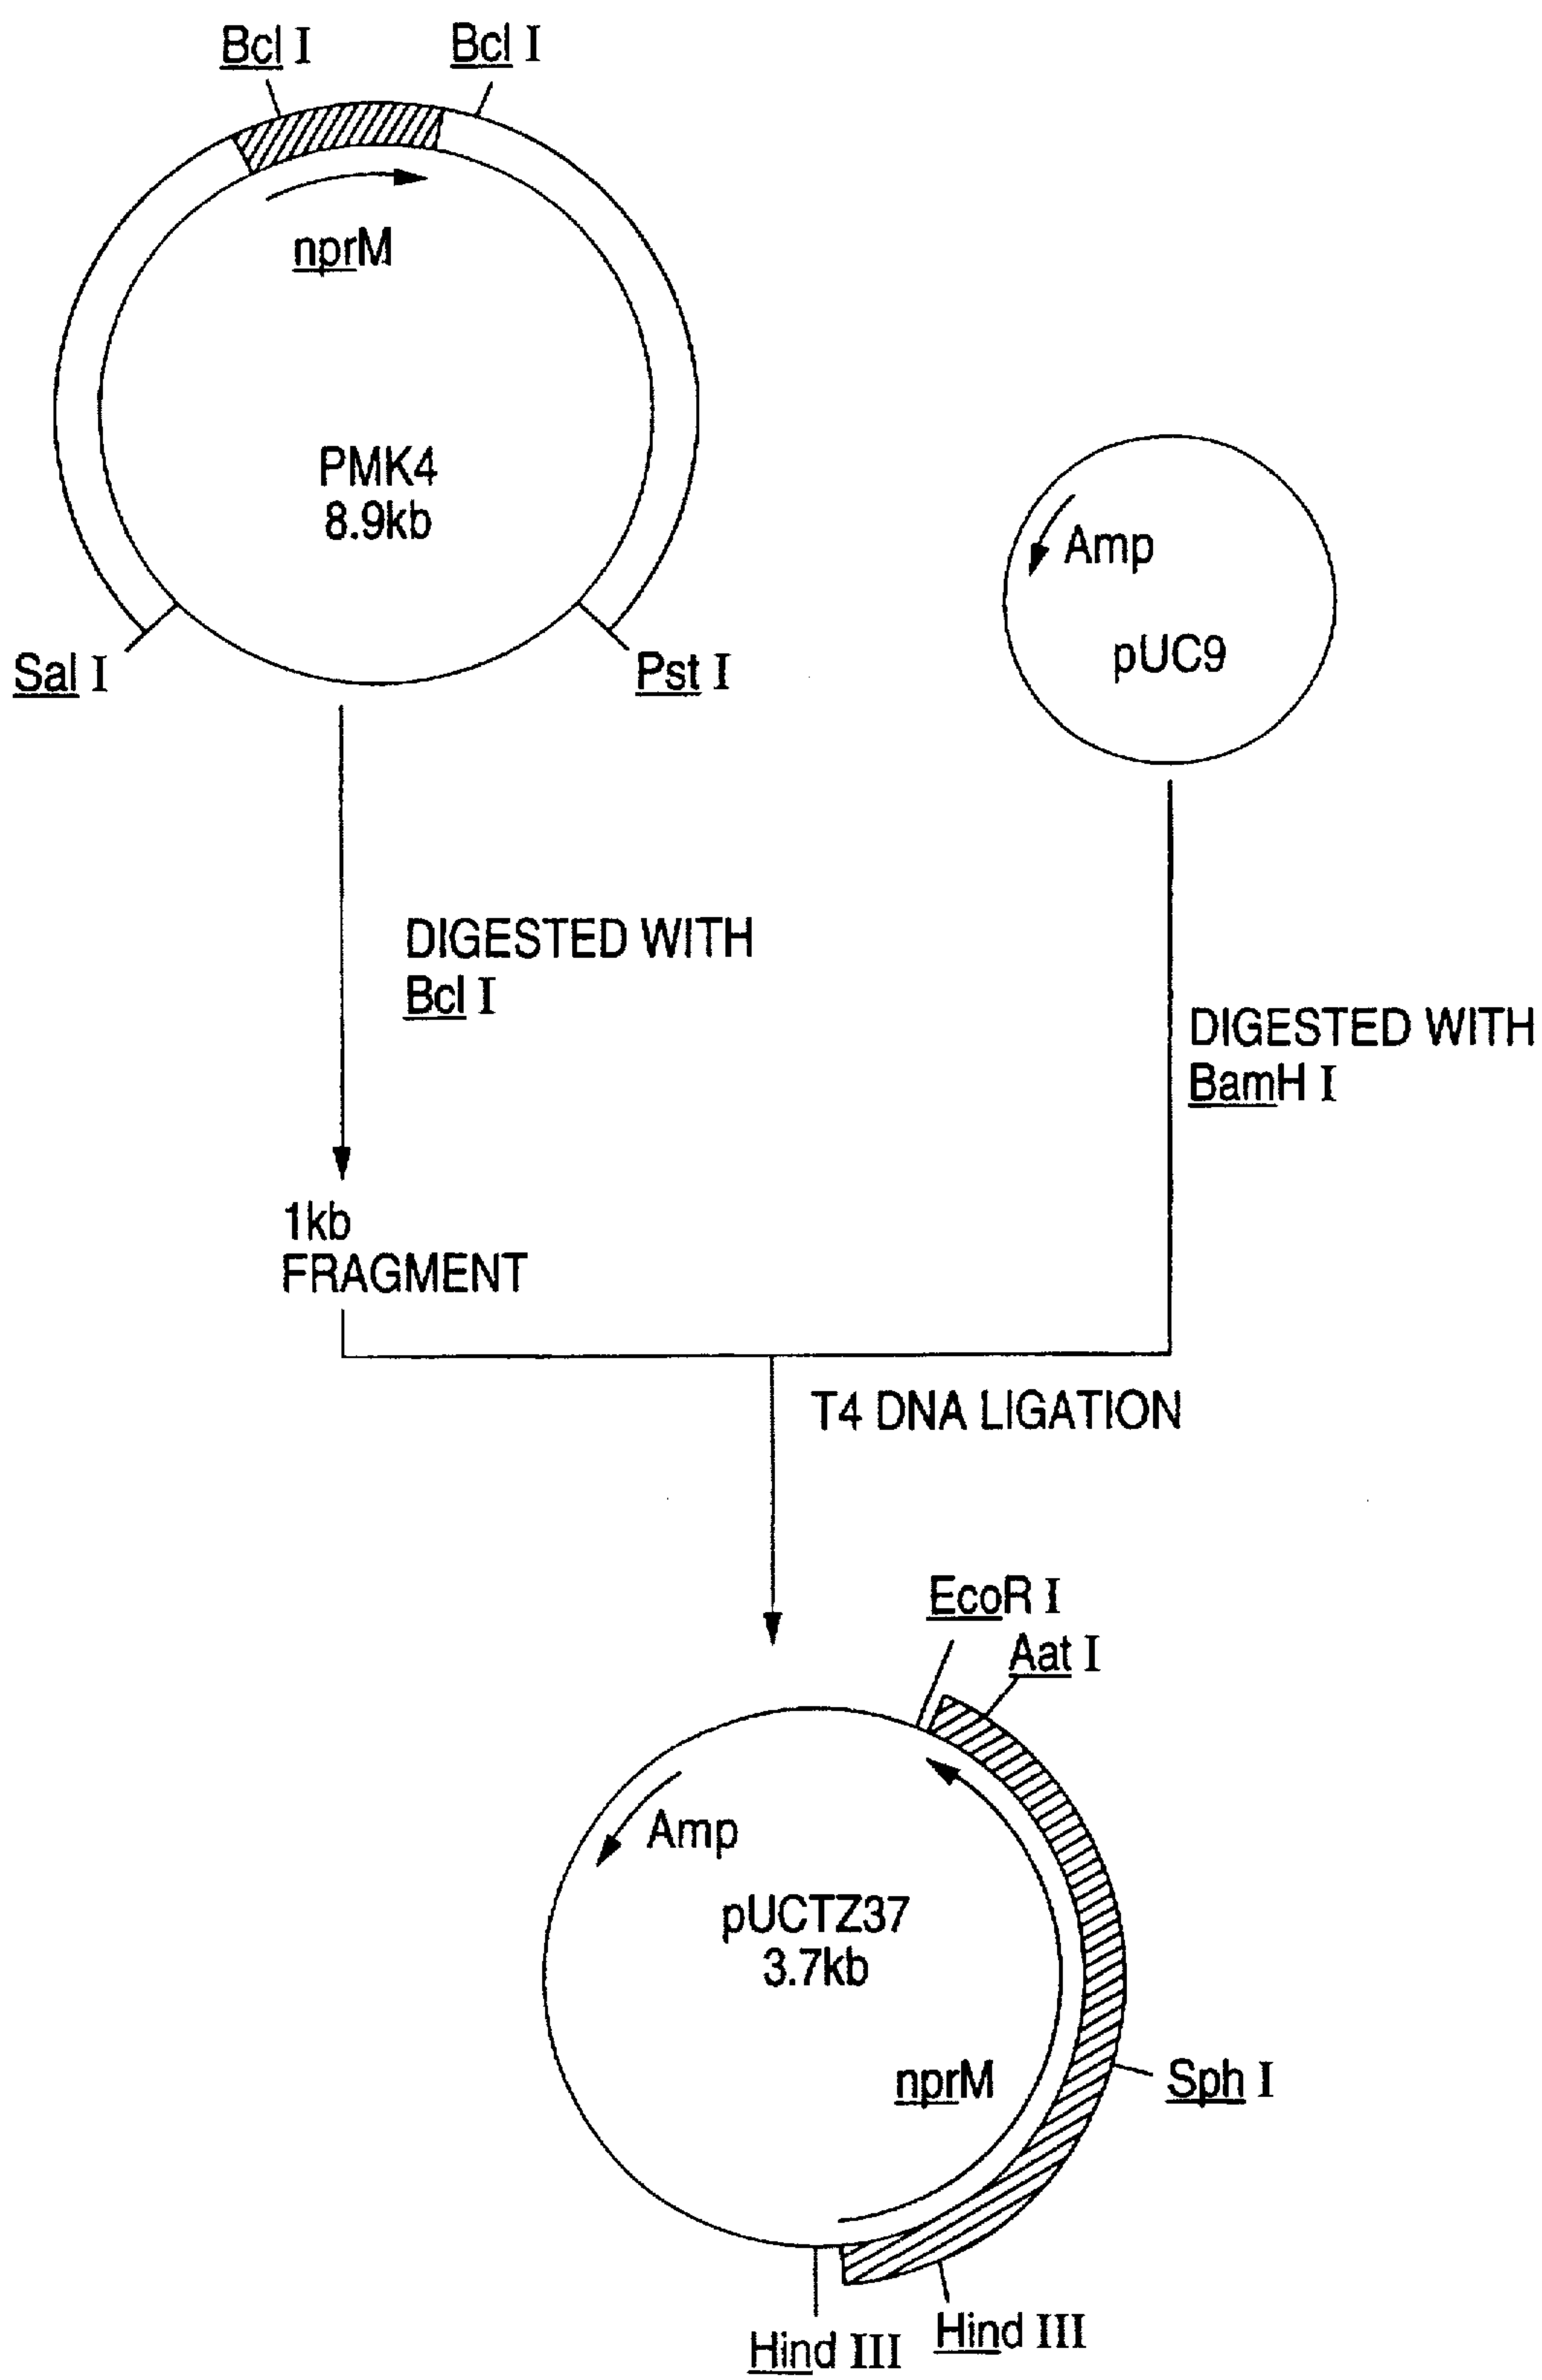 Bcl I
Bcl I
nprM
PMK4
8.9kb
Sal I
Pst I
Amp
pUC9
DIGESTED WITH
Bcl I
DIGESTED WITH
BamH I
1kb
FRAGMENT
T4 DNA LIGATION
EcoR I
Aat I
Amp
pUCTZ37
3.7kb
nprM
Sph I
Hind III
Hind III